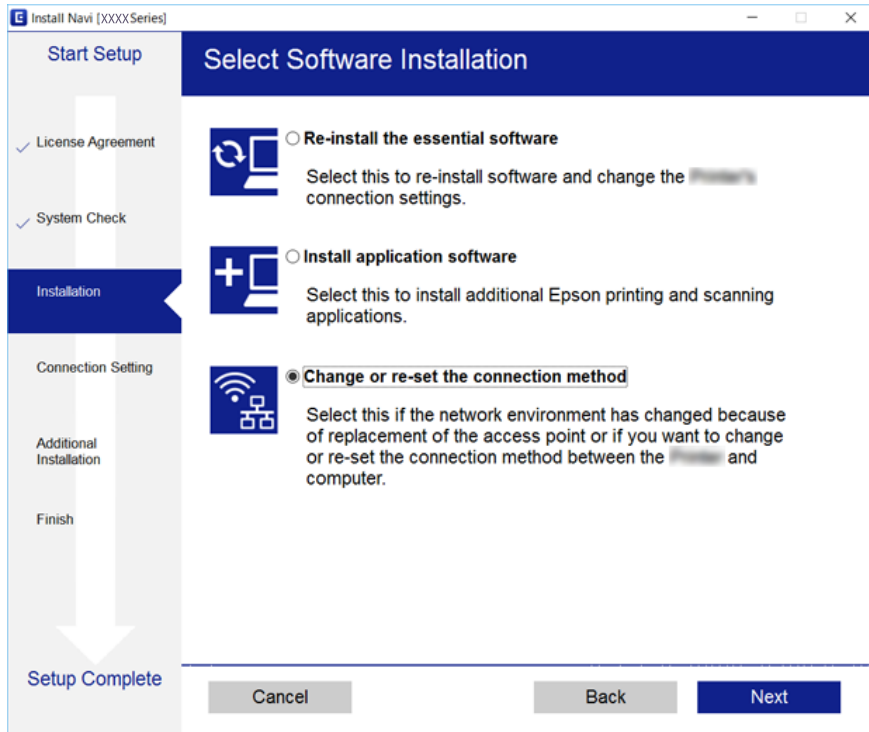 E Install Navi [XXXX Series]
Start Setup
Select Software Installation
License Agreement
System Check
Installation
Connection Setting
Additional
Installation
Finish
Setup Complete
Re-install the essential software
Select this to re-install software and change the
connection settings.
Install application software
Select this to install additional Epson printing and scanning
applications.
Change or re-set the connection method
Select this if the network environment has changed because
of replacement of the access point or if you want to change
or re-set the connection method between the and
computer.
Cancel
Back
Next